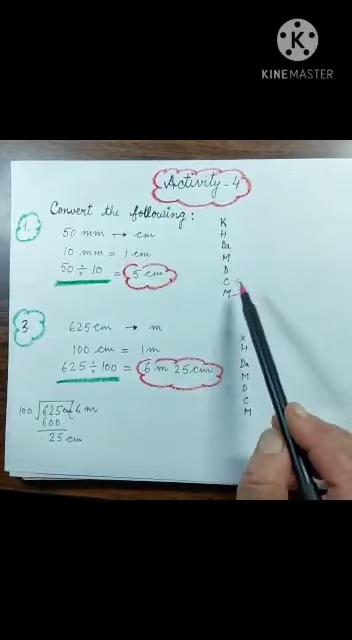 K
KINEMASTER
Activity-4
Convert the following:
1.
50 mm → cm
10 mm = 1 cm
50 ÷ 10 = 5 cm
K
H
Da
M
D
C
M
3.
625 cm → m
100 cm = 1m
625 ÷ 100 = 6 m 25 cm
K
H
Da
M
D
C
M
100 625 cm 6 m
600
25 cm